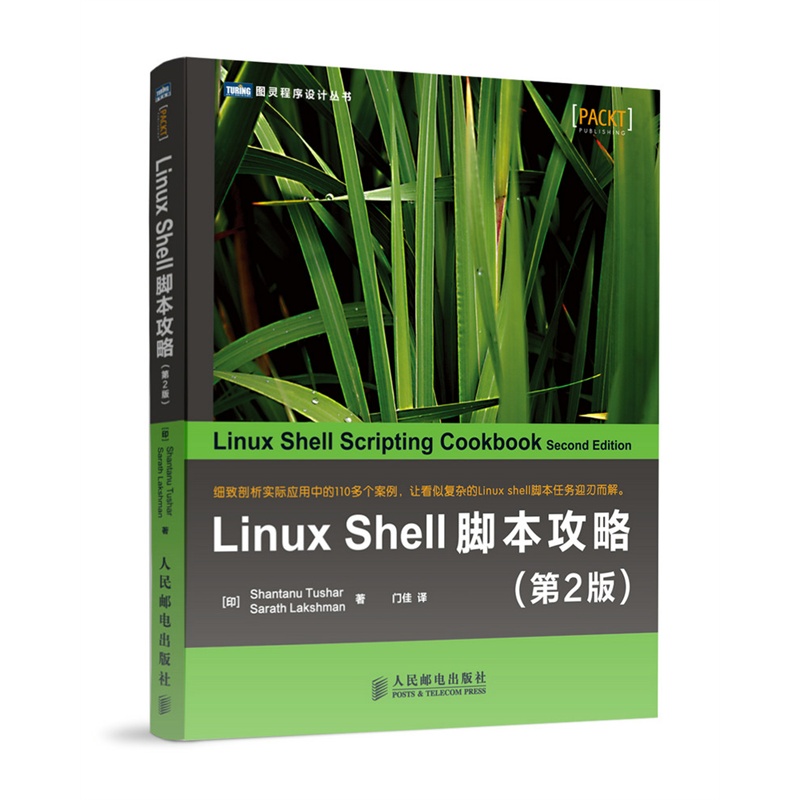 TURING 图灵程序设计丛书
[PACKT]
PUBLISHING
Linux Shell Scripting Cookbook Second Edition
细致剖析实际应用中的110多个案例，让看似复杂的Linux shell脚本任务迎刃而解。
Linux Shell 脚本攻略
（第2版）
[印] Shantanu Tushar
Sarath Lakshman 著 门佳 译
人民邮电出版社
POSTS & TELECOM PRESS
[PACKT]
PUBLISHING
Linux Shell 脚本攻略（第2版）
[印] Shantanu Tushar
Sarath Lakshman 著
人民邮电出版社